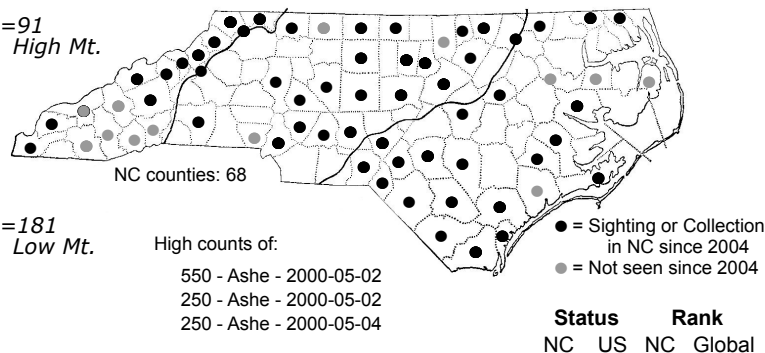 =91
High Mt.
NC counties: 68
=181
Low Mt.
High counts of:
550 - Ashe - 2000-05-02
250 - Ashe - 2000-05-02
250 - Ashe - 2000-05-04
= Sighting or Collection
in NC since 2004
= Not seen since 2004
Status Rank
NC US NC Global